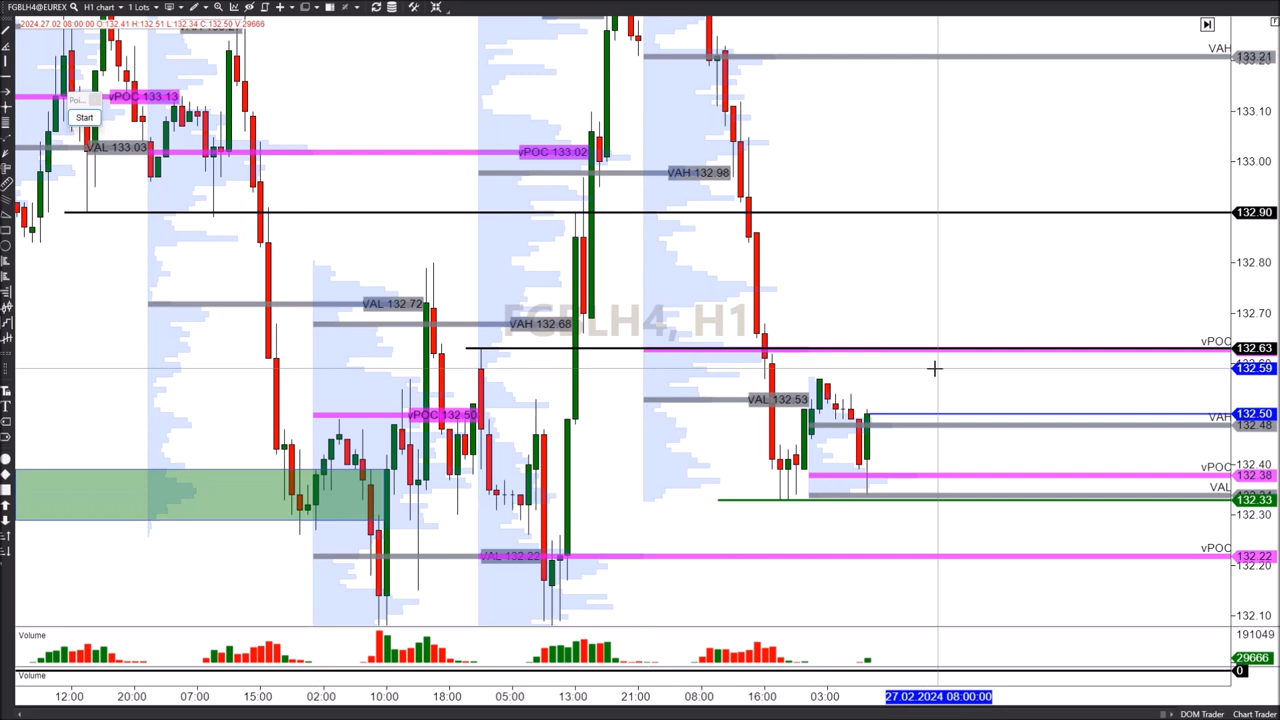 FGBLH4@EUREX H1 chart 1 Lots
2024.27.02 08:00:00 O:132.41 H:132.51 L:132.34 C:132.50 V:29666
VAH
133.21
vPOC 133.13
133.10
Poi...
Start
VAL 133.03
vPOC 133.02
133.00
VAH 132.98
132.90
132.80
VAL 132.72
132.70
VAH 132.68
FGBLH4, H1
vPOC
132.63
132.59
VAL 132.53
vPOC 132.50
132.50
VAH
132.48
132.40
vPOC
132.38
VAL
132.33
132.30
vPOC
VAL 132.22
132.22
132.20
132.10
Volume
191049
29666
0
Volume
12:00 20:00 07:00 15:00 02:00 10:00 18:00 05:00 13:00 21:00 08:00 16:00 03:00 27.02.2024 08:00:00
DOM Trader Chart Trader